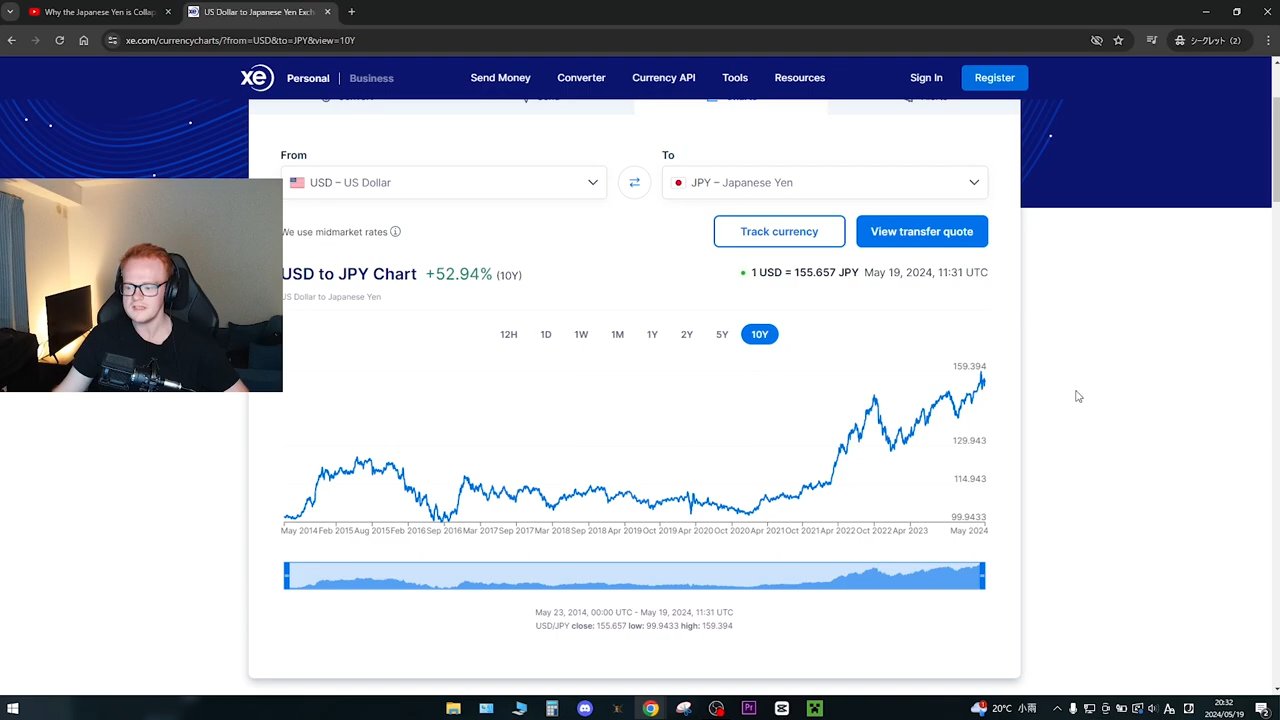 Why the Japanese Yen is Collap
US Dollar to Japanese Yen Exch
xe.com/currencycharts/?from=USD&to=JPY&view=10Y
シークレット (2)
xe
Personal
Business
Send Money
Converter
Currency API
Tools
Resources
Sign In
Register
From
To
USD – US Dollar
JPY – Japanese Yen
We use midmarket rates
Track currency
View transfer quote
USD to JPY Chart +52.94% (10Y)
1 USD = 155.657 JPY May 19, 2024, 11:31 UTC
US Dollar to Japanese Yen
12H 1D 1W 1M 1Y 2Y 5Y 10Y
159.394
129.943
114.943
99.9433
May 2014 Feb 2015 Aug 2015 Feb 2016 Sep 2016 Mar 2017 Sep 2017 Mar 2018 Sep 2018 Apr 2019 Oct 2019 Apr 2020 Oct 2020 Apr 2021 Oct 2021 Apr 2022 Oct 2022 Apr 2023 May 2024
May 23, 2014, 00:00 UTC - May 19, 2024, 11:31 UTC
USD/JPY close: 155.657 low: 99.9433 high: 159.394
20°C 小雨
A
20:32
2024/05/19